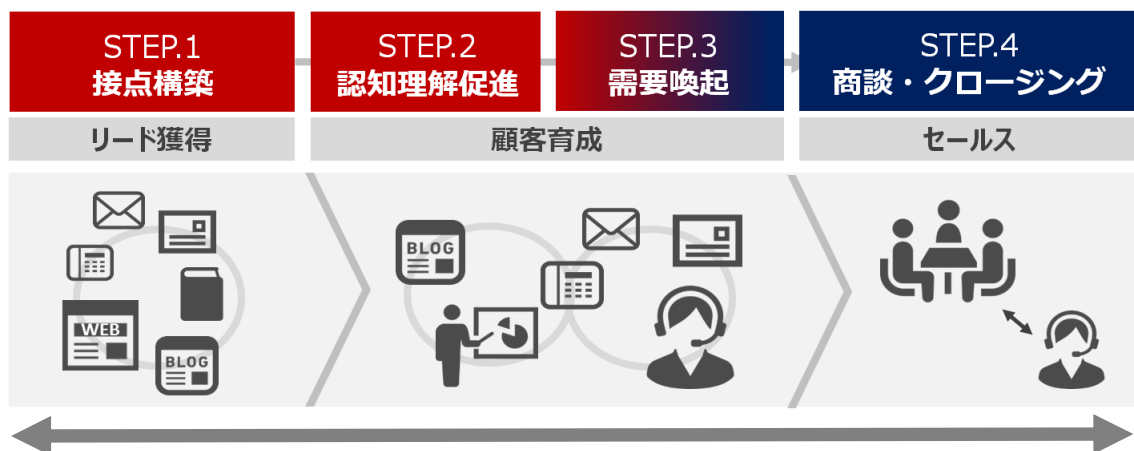 STEP.1
接点構築
STEP.2
認知理解促進
STEP.3
需要喚起
STEP.4
商談・クロージング
リード獲得
顧客育成
セールス
WEB
BLOG
BLOG